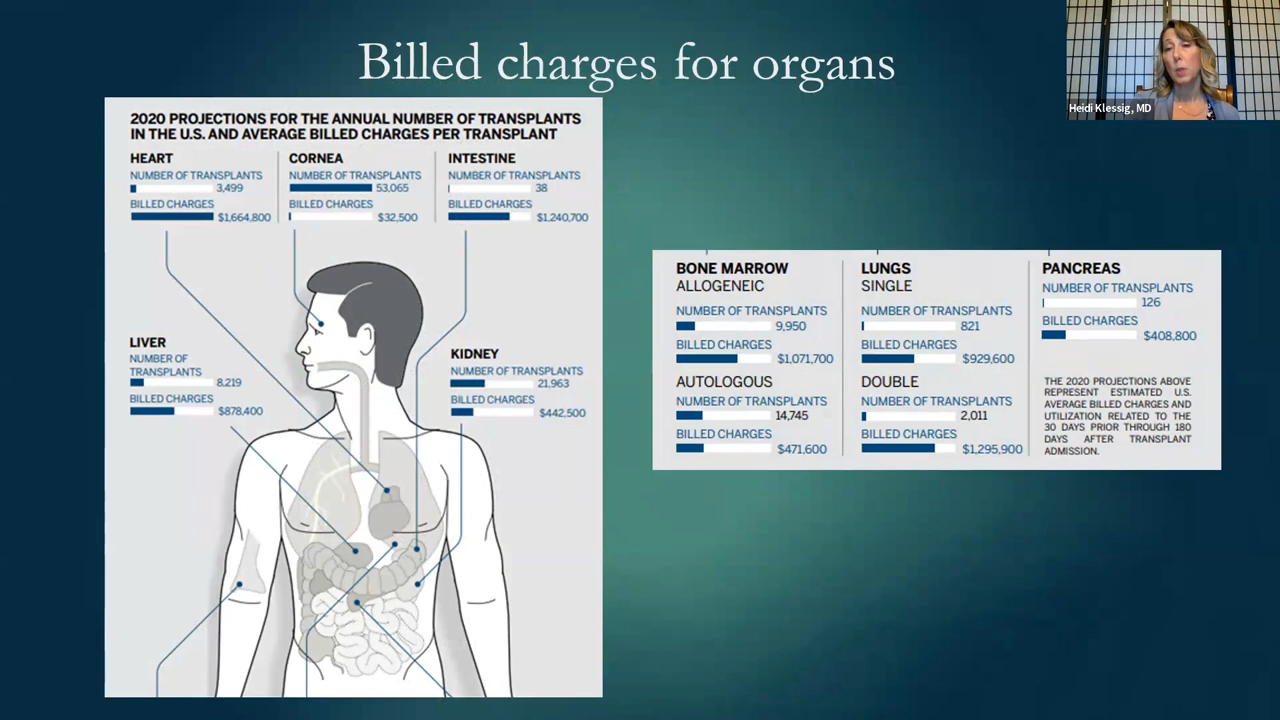 Billed charges for organs
Heidi Klessig, MD
2020 PROJECTIONS FOR THE ANNUAL NUMBER OF TRANSPLANTS
IN THE U.S. AND AVERAGE BILLED CHARGES PER TRANSPLANT
HEART
NUMBER OF TRANSPLANTS
3,499
BILLED CHARGES
$1,664,800
CORNEA
NUMBER OF TRANSPLANTS
53,065
BILLED CHARGES
$32,500
INTESTINE
NUMBER OF TRANSPLANTS
38
BILLED CHARGES
$1,240,700
LIVER
NUMBER OF
TRANSPLANTS
8,219
BILLED CHARGES
$878,400
KIDNEY
NUMBER OF TRANSPLANTS
21,963
BILLED CHARGES
$442,500
BONE MARROW
ALLOGENEIC
NUMBER OF TRANSPLANTS
9,950
BILLED CHARGES
$1,071,700
AUTOLOGOUS
NUMBER OF TRANSPLANTS
14,745
BILLED CHARGES
$471,600
LUNGS
SINGLE
NUMBER OF TRANSPLANTS
821
BILLED CHARGES
$929,600
DOUBLE
NUMBER OF TRANSPLANTS
2,011
BILLED CHARGES
$1,295,900
PANCREAS
NUMBER OF TRANSPLANTS
126
BILLED CHARGES
$408,800
THE 2020 PROJECTIONS ABOVE
REPRESENT ESTIMATED U.S.
AVERAGE BILLED CHARGES AND
UTILIZATION RELATED TO THE
30 DAYS PRIOR THROUGH 180
DAYS AFTER TRANSPLANT
ADMISSION.